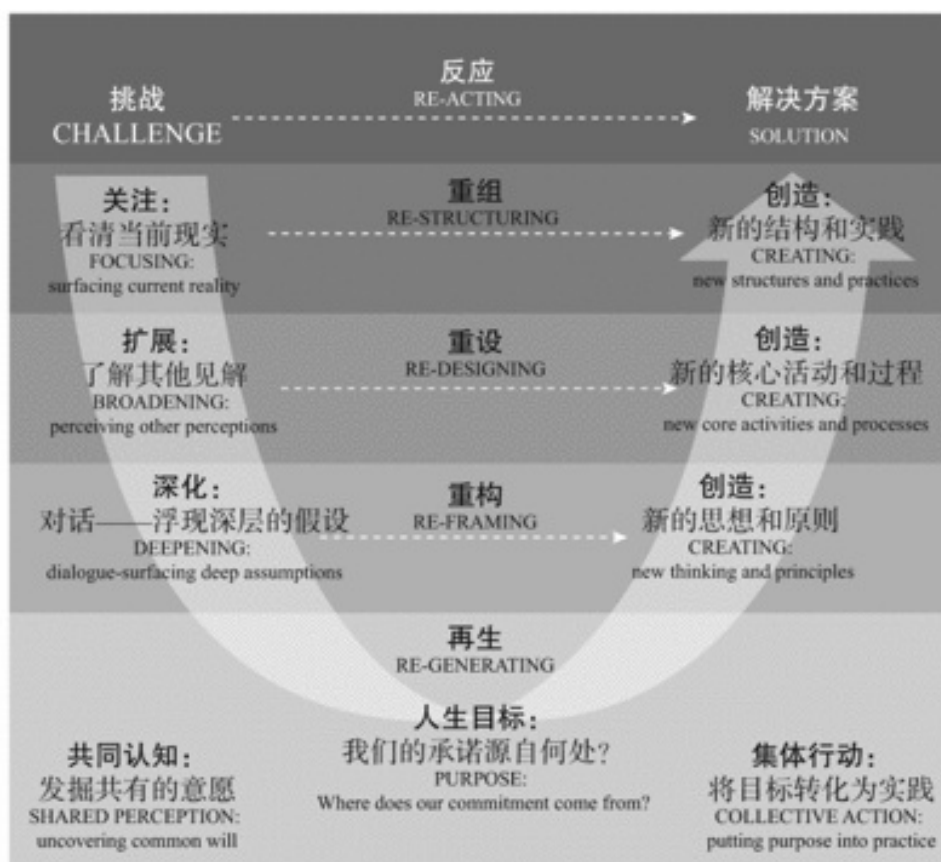 挑战
CHALLENGE
反应
RE-ACTING
解决方案
SOLUTION
关注：
看清当前现实
FOCUSING:
surfacing current reality
重组
RE-STRUCTURING
创造：
新的结构和实践
CREATING:
new structures and practices
扩展：
了解其他见解
BROADENING:
perceiving other perceptions
重设
RE-DESIGNING
创造：
新的核心活动和过程
CREATING:
new core activities and processes
深化：
对话——浮现深层的假设
DEEPENING:
dialogue-surfacing deep assumptions
重构
RE-FRAMING
创造：
新的思想和原则
CREATING:
new thinking and principles
再生
RE-GENERATING
共同认知：
发掘共有的意愿
SHARED PERCEPTION:
uncovering common will
人生目标：
我们的承诺源自何处？
PURPOSE:
Where does our commitment come from?
集体行动：
将目标转化为实践
COLLECTIVE ACTION:
putting purpose into practice